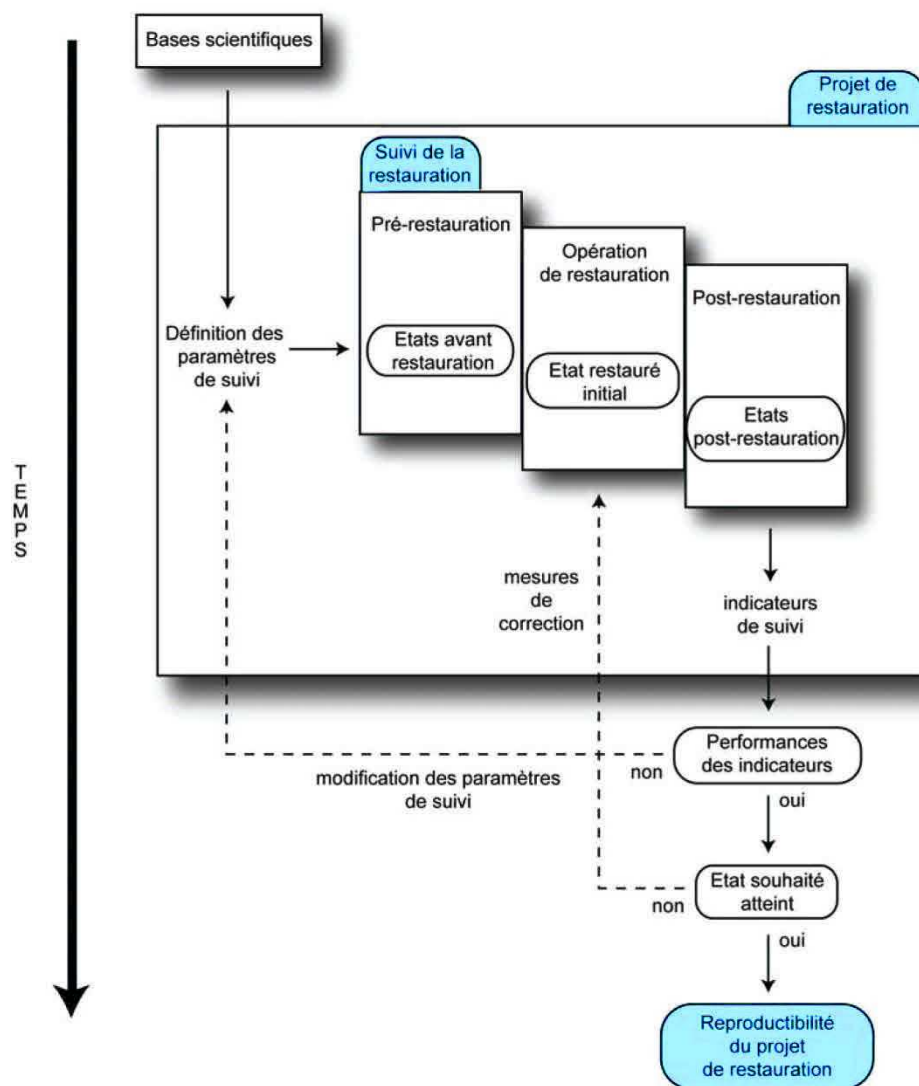 Bases scientifiques
Projet de
restauration
Suivi de la
restauration
Pré-restauration
Opération
de restauration
Post-restauration
Définition des
paramètres
de suivi
Etats avant
restauration
Etat restauré
initial
Etats
post-restauration
TEMPS
mesures
de
correction
indicateurs
de suivi
Performances
des indicateurs
non
modification des paramètres
de suivi
oui
Etat souhaité
atteint
non
oui
Reproductibilité
du projet
de restauration